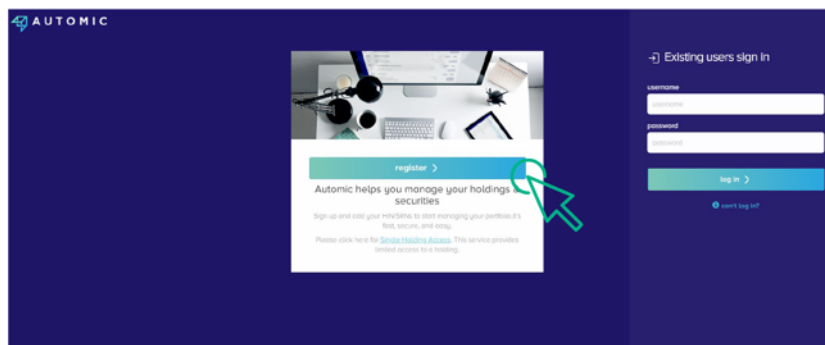 AUTOMIC
register
Automic helps you manage your holdings &
securities
Sign up and add your HIN/SRNs to start managing your portfolio. It's
fast, secure, and easy.
Please click here for Single Holding Access. This service provides
limited access to a holding.
Existing users sign in
username
username
password
password
log in
can't log in?